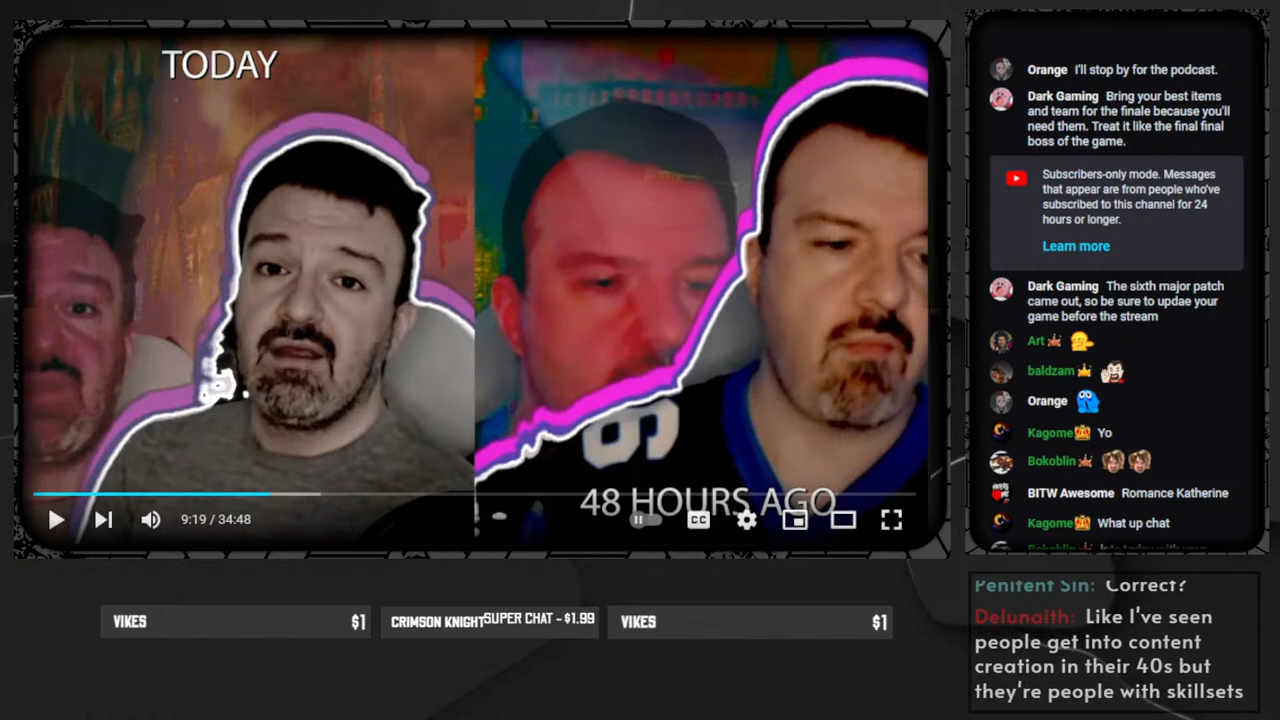 TODAY
48 HOURS AGO
9:19 / 34:48
CC
Orange I'll stop by for the podcast.
Dark Gaming Bring your best items
and team for the finale because you'll
need them. Treat it like the final final
boss of the game.
Subscribers-only mode. Messages
that appear are from people who've
subscribed to this channel for 24
hours or longer.
Learn more
Dark Gaming The sixth major patch
came out, so be sure to updae your
game before the stream
Art
baldzam
Orange
Kagome Yo
Bokoblin
BITW Awesome Romance Katherine
Kagome What up chat
Bokoblin
VIKES $1
CRIMSON KNIGHT SUPER CHAT - $1.99
VIKES $1
Penitent Sin: Correct?
Delunaith: Like I've seen
people get into content
creation in their 40s but
they're people with skillsets